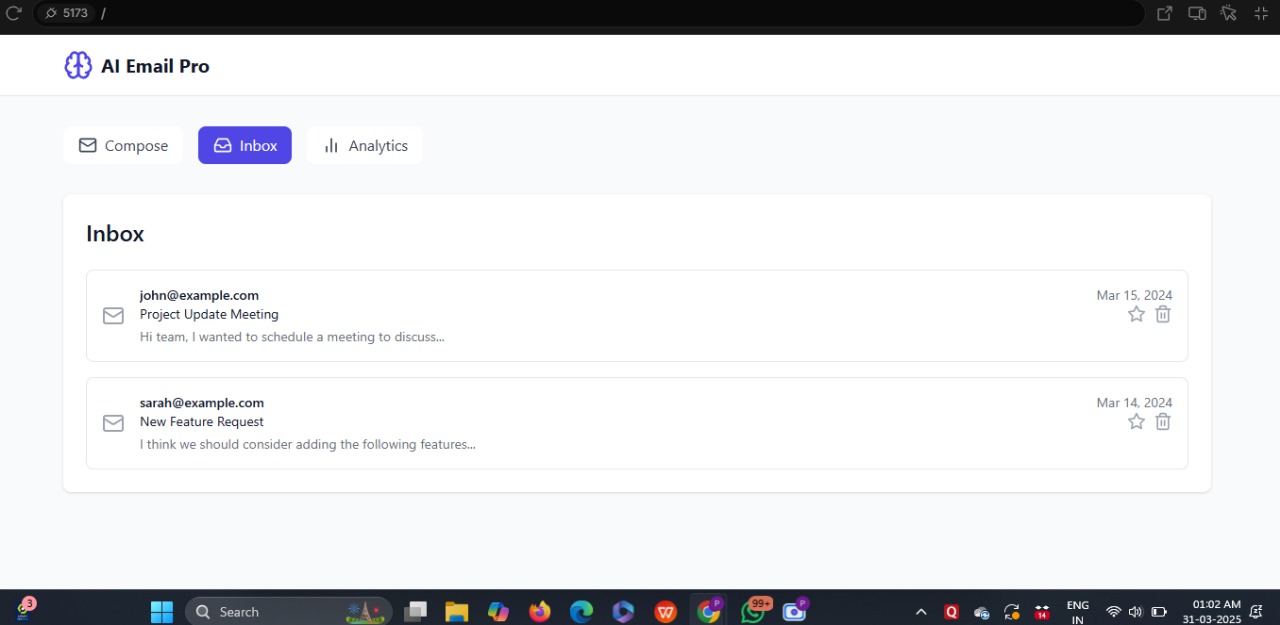 5173 /
AI Email Pro
Compose Inbox Analytics
Inbox
john@example.com Mar 15, 2024
Project Update Meeting
Hi team, I wanted to schedule a meeting to discuss...
sarah@example.com Mar 14, 2024
New Feature Request
I think we should consider adding the following features...
3
Search
P
99+
P
14
ENG
IN
01:02 AM
31-03-2025